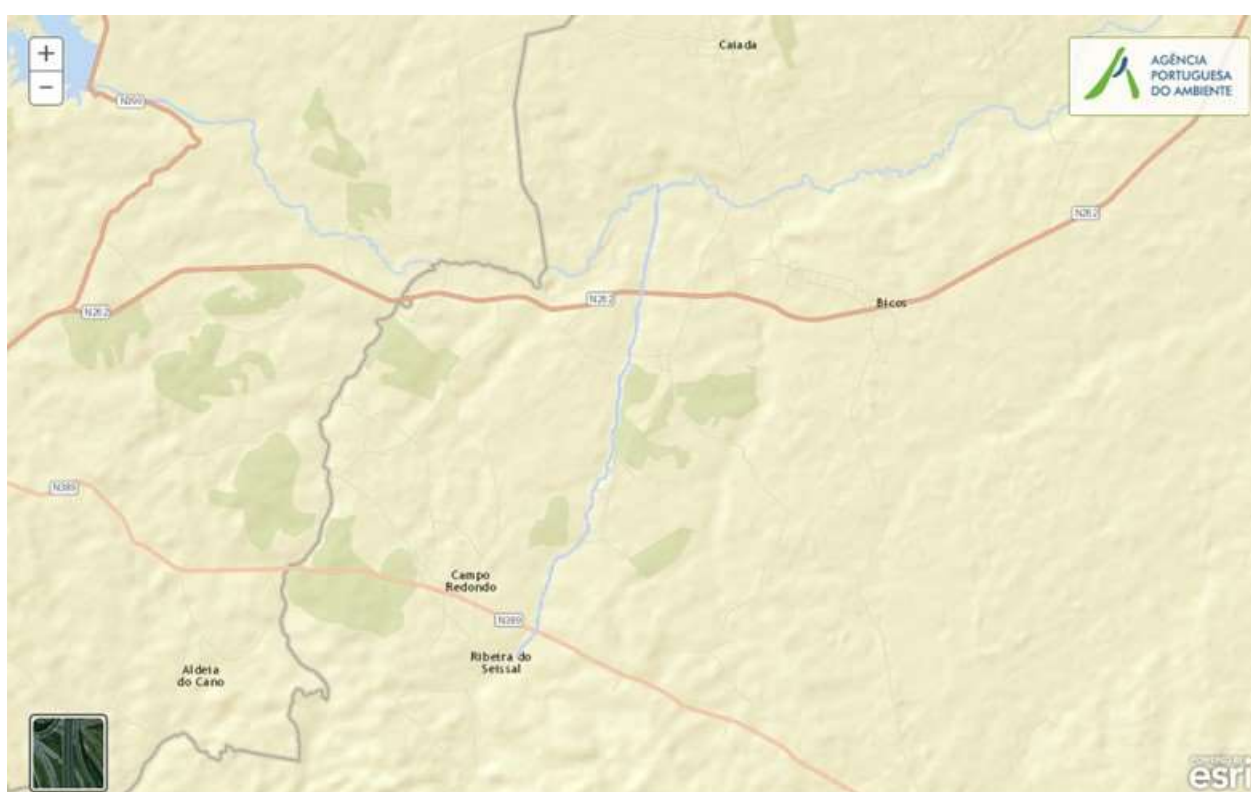 +
−
Caiada
AGÊNCIA
PORTUGUESA
DO AMBIENTE
N390
N262
N262
N262
Bicos
N389
Campo
Redondo
N389
Ribeira do
Seissal
Aldeia
do Cano
esri